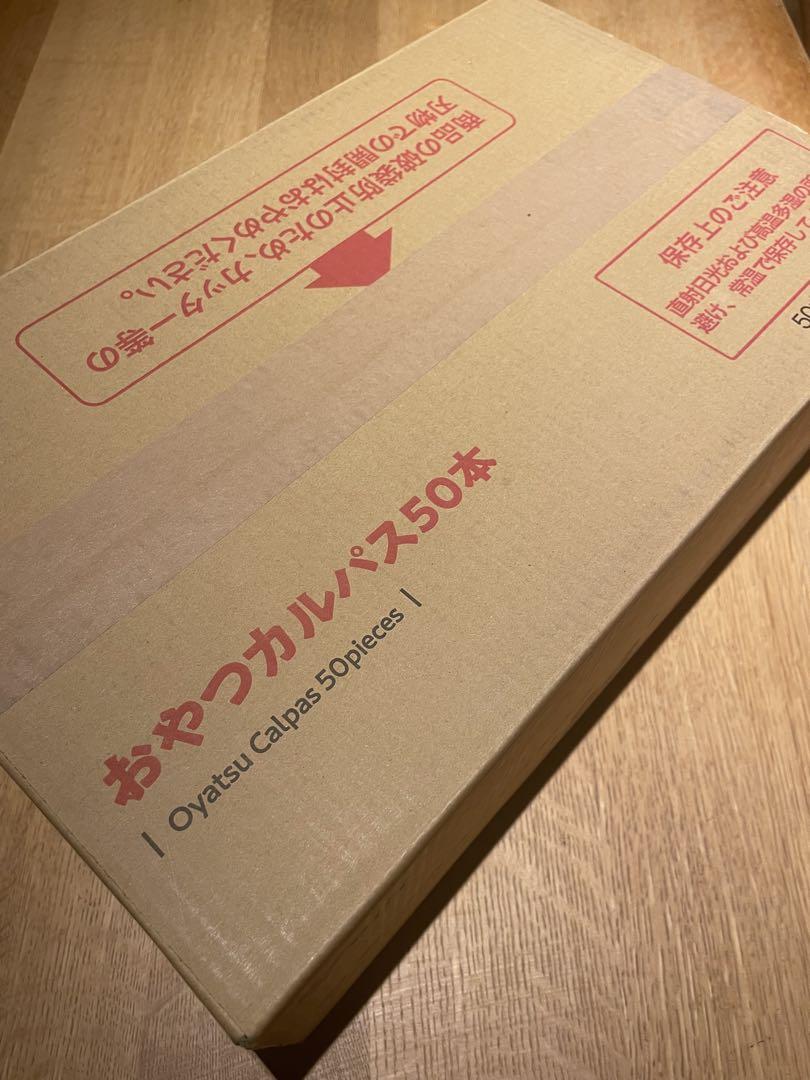 商品の破袋防止のため、カッター等の
刃物での開封はおやめください。
保存上のご注意
直射日光および高温多湿の
避け、常温で保存して
50
おやつカルパス50本
| Oyatsu Calpas 50pieces |